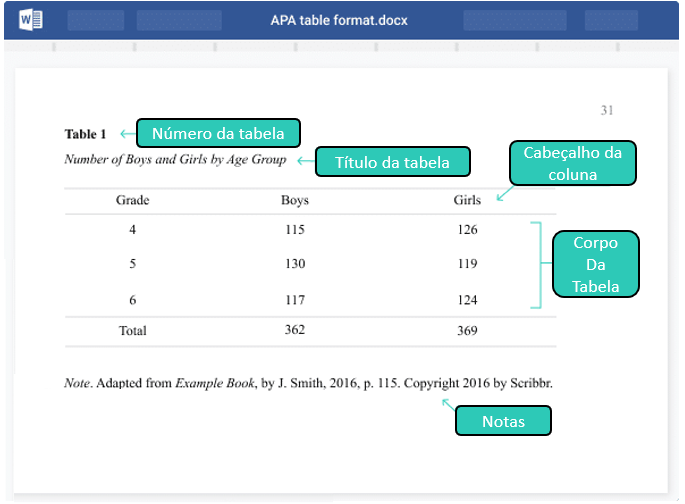 W APA table format.docx
31
Table 1 Número da tabela
Number of Boys and Girls by Age Group Título da tabela
Cabeçalho da
coluna
Grade Boys Girls
4 115 126
5 130 119
6 117 124
Total 362 369
Corpo
Da
Tabela
Note. Adapted from Example Book, by J. Smith, 2016, p. 115. Copyright 2016 by Scribbr.
Notas